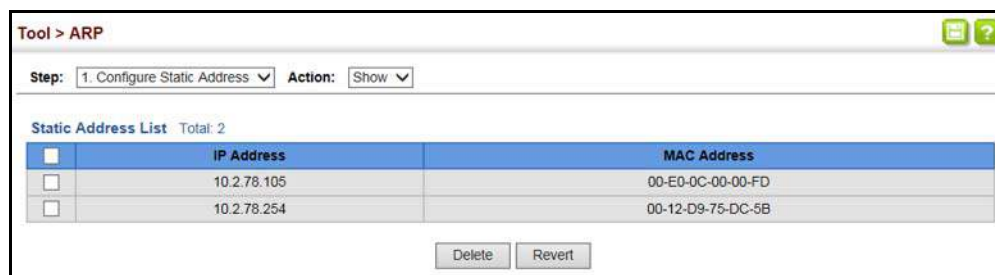 Tool > ARP
?
Step: 1. Configure Static Address Action: Show
Static Address List Total: 2
IP Address MAC Address
10.2.78.105 00-E0-0C-00-00-FD
10.2.78.254 00-12-D9-75-DC-5B
Delete Revert